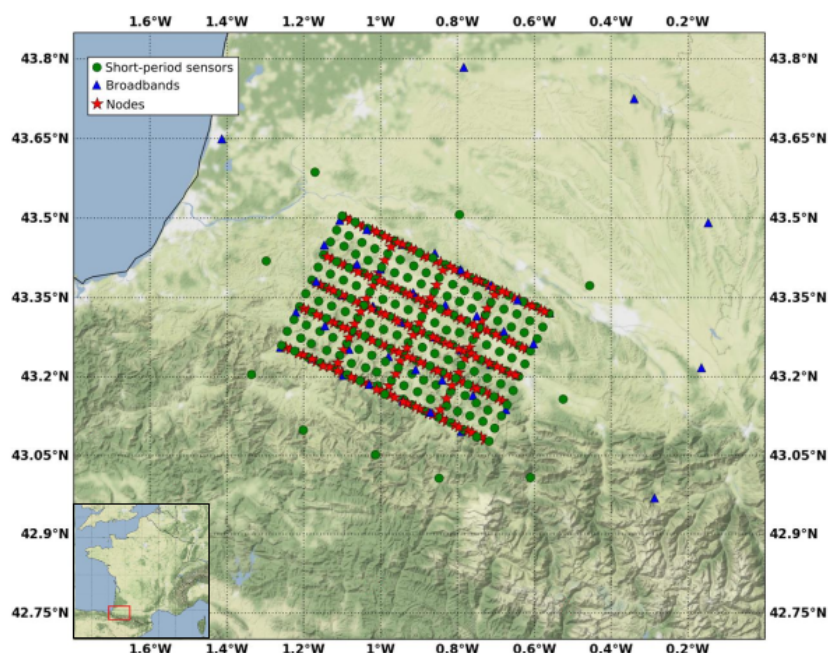 1.6°W 1.4°W 1.2°W 1°W 0.8°W 0.6°W 0.4°W 0.2°W
43.8°N 43.8°N
Short-period sensors
Broadbands
Nodes
43.65°N 43.65°N
43.5°N 43.5°N
43.35°N 43.35°N
43.2°N 43.2°N
43.05°N 43.05°N
42.9°N 42.9°N
42.75°N 42.75°N
1.6°W 1.4°W 1.2°W 1°W 0.8°W 0.6°W 0.4°W 0.2°W